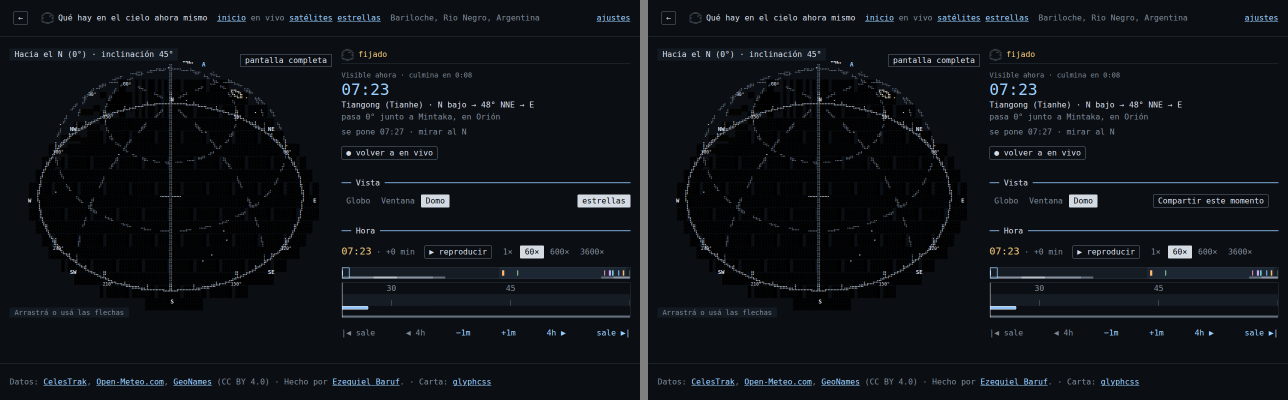 ← Qué hay en el cielo ahora mismo inicio en vivo satélites estrellas Bariloche, Rio Negro, Argentina ajustes
Hacia el N (0°) · inclinación 45°
pantalla completa
A
N
NW
NE
W
E
SW
SE
S
Arrastrá o usá las flechas
fijado
Visible ahora · culmina en 0:08
07:23
Tiangong (Tianhe) · N bajo → 48° NNE → E
pasa 0° junto a Mintaka, en Orión
se pone 07:27 · mirar al N
● volver a en vivo
Vista
Globo Ventana Domo estrellas
Hora
07:23 · +0 min ▶ reproducir 1× 60× 600× 3600×
30 45
|◀ sale ◀ 4h −1m +1m 4h ▶ sale ▶|
Datos: CelesTrak, Open-Meteo.com, GeoNames (CC BY 4.0) · Hecho por Ezequiel Baruf. · Carta: glyphcss
← Qué hay en el cielo ahora mismo inicio en vivo satélites estrellas Bariloche, Rio Negro, Argentina ajustes
Hacia el N (0°) · inclinación 45°
pantalla completa
A
N
NW
NE
W
E
SW
SE
S
Arrastrá o usá las flechas
fijado
Visible ahora · culmina en 0:08
07:23
Tiangong (Tianhe) · N bajo → 48° NNE → E
pasa 0° junto a Mintaka, en Orión
se pone 07:27 · mirar al N
● volver a en vivo
Vista
Globo Ventana Domo Compartir este momento
Hora
07:23 · +0 min ▶ reproducir 1× 60× 600× 3600×
30 45
|◀ sale ◀ 4h −1m +1m 4h ▶ sale ▶|
Datos: CelesTrak, Open-Meteo.com, GeoNames (CC BY 4.0) · Hecho por Ezequiel Baruf. · Carta: glyphcss